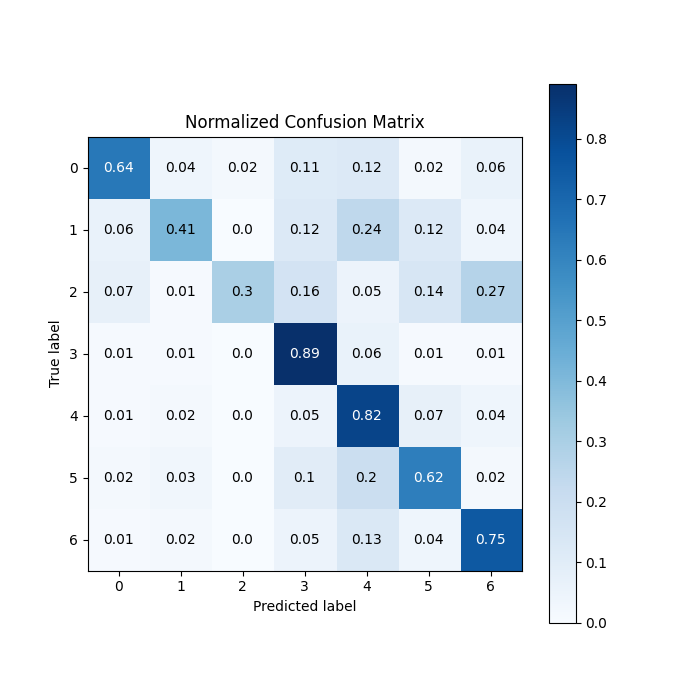 Normalized Confusion Matrix
0 0.64 0.04 0.02 0.11 0.12 0.02 0.06
1 0.06 0.41 0.0 0.12 0.24 0.12 0.04
2 0.07 0.01 0.3 0.16 0.05 0.14 0.27
3 0.01 0.01 0.0 0.89 0.06 0.01 0.01
4 0.01 0.02 0.0 0.05 0.82 0.07 0.04
5 0.02 0.03 0.0 0.1 0.2 0.62 0.02
6 0.01 0.02 0.0 0.05 0.13 0.04 0.75
0 1 2 3 4 5 6
True label
Predicted label
0.8
0.7
0.6
0.5
0.4
0.3
0.2
0.1
0.0